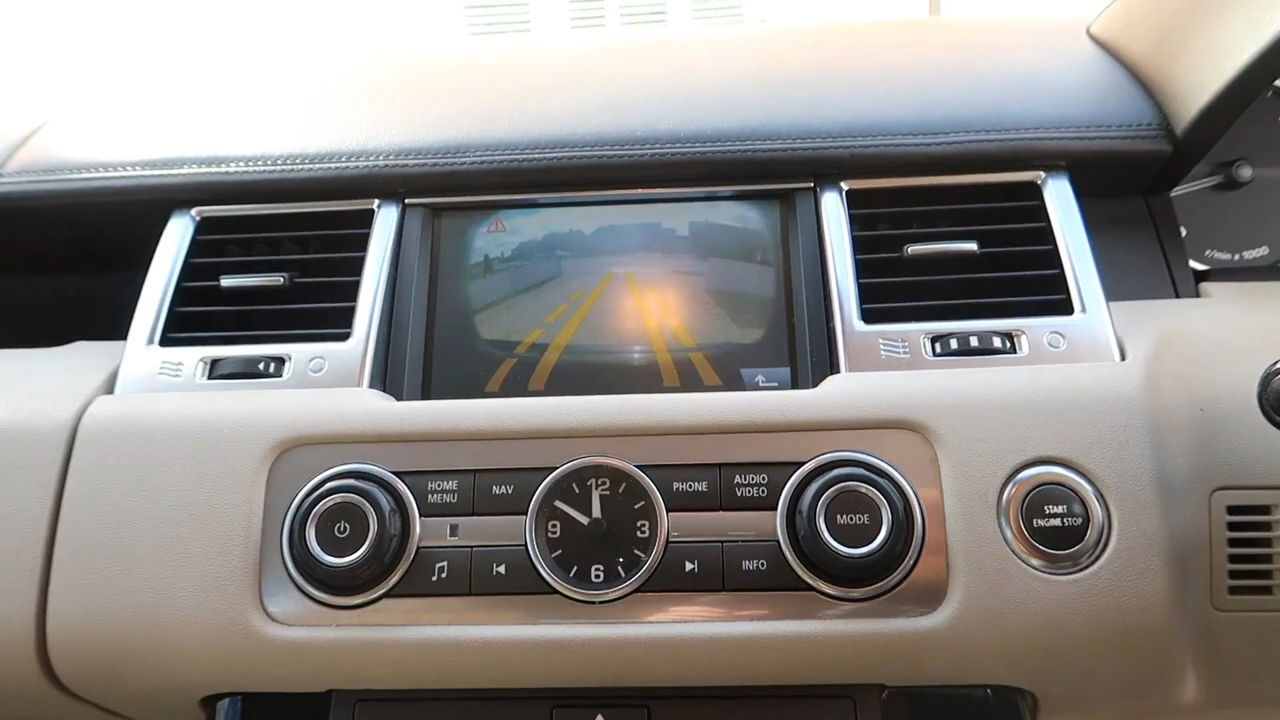 r/min x 1000
HOME
MENU
NAV
12
9
3
6
PHONE
AUDIO
VIDEO
INFO
MODE
START
ENGINE STOP